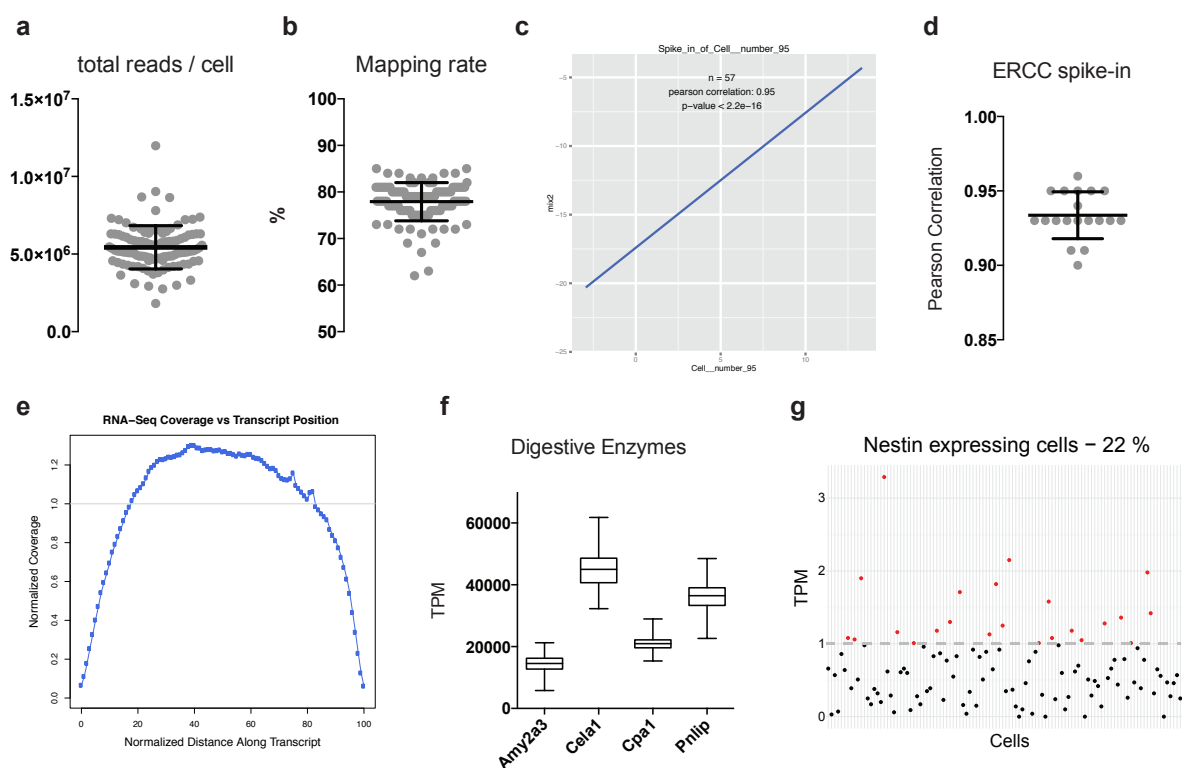 a
total reads / cell
1.5×10⁷
1.0×10⁷
5.0×10⁶
0.0
b
Mapping rate
%
100
90
80
70
60
50
c
Spike_in_of_Cell__number_95
n = 57
pearson correlation: 0.95
p−value < 2.2e−16
mix2
−5
−10
−15
−20
−25
0
5
10
Cell__number_95
d
ERCC spike-in
Pearson Correlation
1.00
0.95
0.90
0.85
e
RNA−Seq Coverage vs Transcript Position
Normalized Coverage
1.2
1.0
0.8
0.6
0.4
0.2
0.0
0
20
40
60
80
100
Normalized Distance Along Transcript
f
Digestive Enzymes
TPM
60000
40000
20000
0
Amy2a3
Cela1
Cpa1
Pnlip
g
Nestin expressing cells − 22 %
TPM
3
2
1
0
Cells